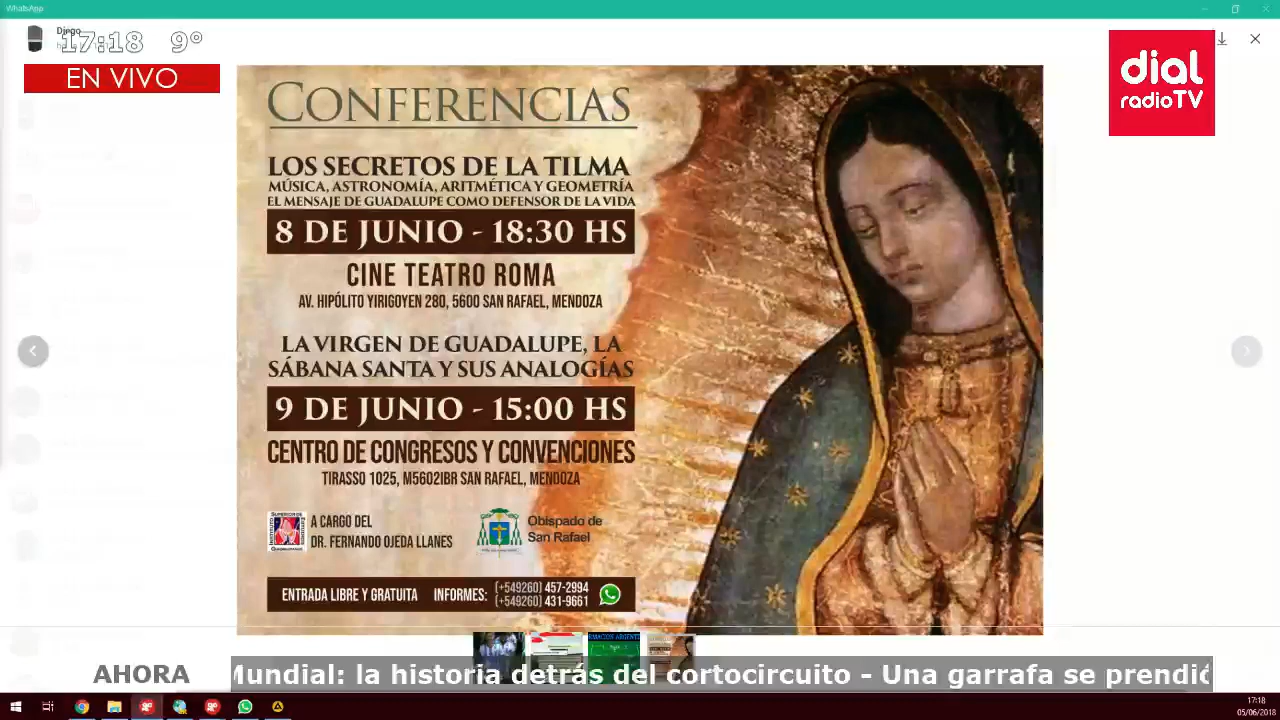 WhatsApp
Diego
17:18 9°
EN VIVO
dial
radioTV
CONFERENCIAS
LOS SECRETOS DE LA TILMA
MÚSICA, ASTRONOMÍA, ARITMÉTICA Y GEOMETRÍA
EL MENSAJE DE GUADALUPE COMO DEFENSOR DE LA VIDA
8 DE JUNIO - 18:30 HS
CINE TEATRO ROMA
AV. HIPÓLITO YIRIGOYEN 280, 5600 SAN RAFAEL, MENDOZA
LA VIRGEN DE GUADALUPE, LA
SÁBANA SANTA Y SUS ANALOGÍAS
9 DE JUNIO - 15:00 HS
CENTRO DE CONGRESOS Y CONVENCIONES
TIRASSO 1025, M5602IBR SAN RAFAEL, MENDOZA
A CARGO DEL
DR. FERNANDO OJEDA LLANES
Obispado de
San Rafael
ENTRADA LIBRE Y GRATUITA INFORMES: (+549260) 457-2994
(+549260) 431-9661
AHORA
Mundial: la historia detrás del cortocircuito - Una garrafa se prendió
17:18
05/06/2018